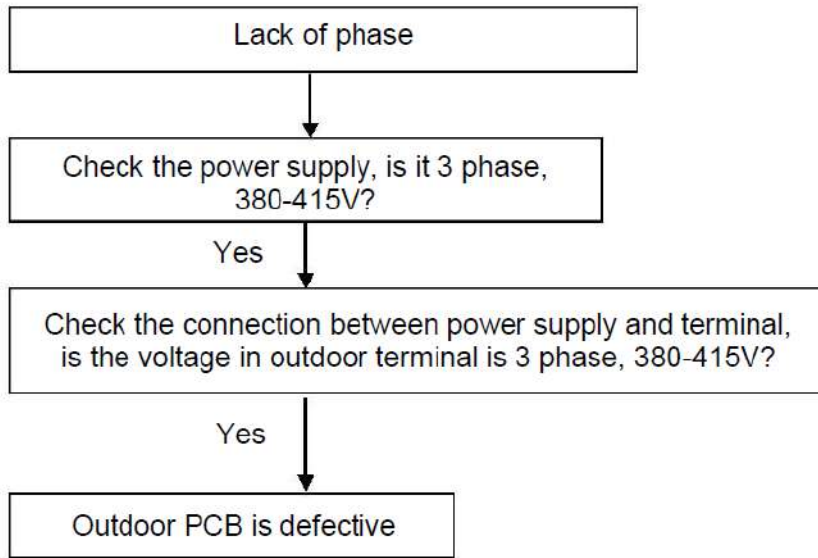 Lack of phase
Check the power supply, is it 3 phase,
380-415V?
Yes
Check the connection between power supply and terminal,
is the voltage in outdoor terminal is 3 phase, 380-415V?
Yes
Outdoor PCB is defective